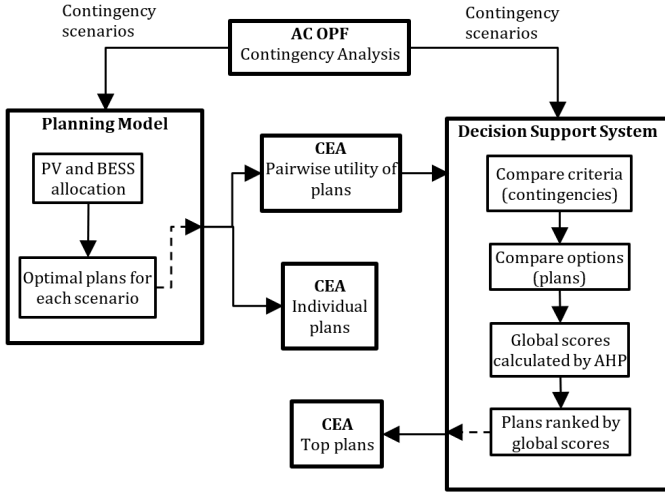 Contingency
scenarios
AC OPF
Contingency Analysis
Contingency
scenarios
Planning Model
PV and BESS
allocation
Optimal plans for
each scenario
CEA
Pairwise utility of
plans
CEA
Individual
plans
CEA
Top plans
Decision Support System
Compare criteria
(contingencies)
Compare options
(plans)
Global scores
calculated by AHP
Plans ranked by
global scores